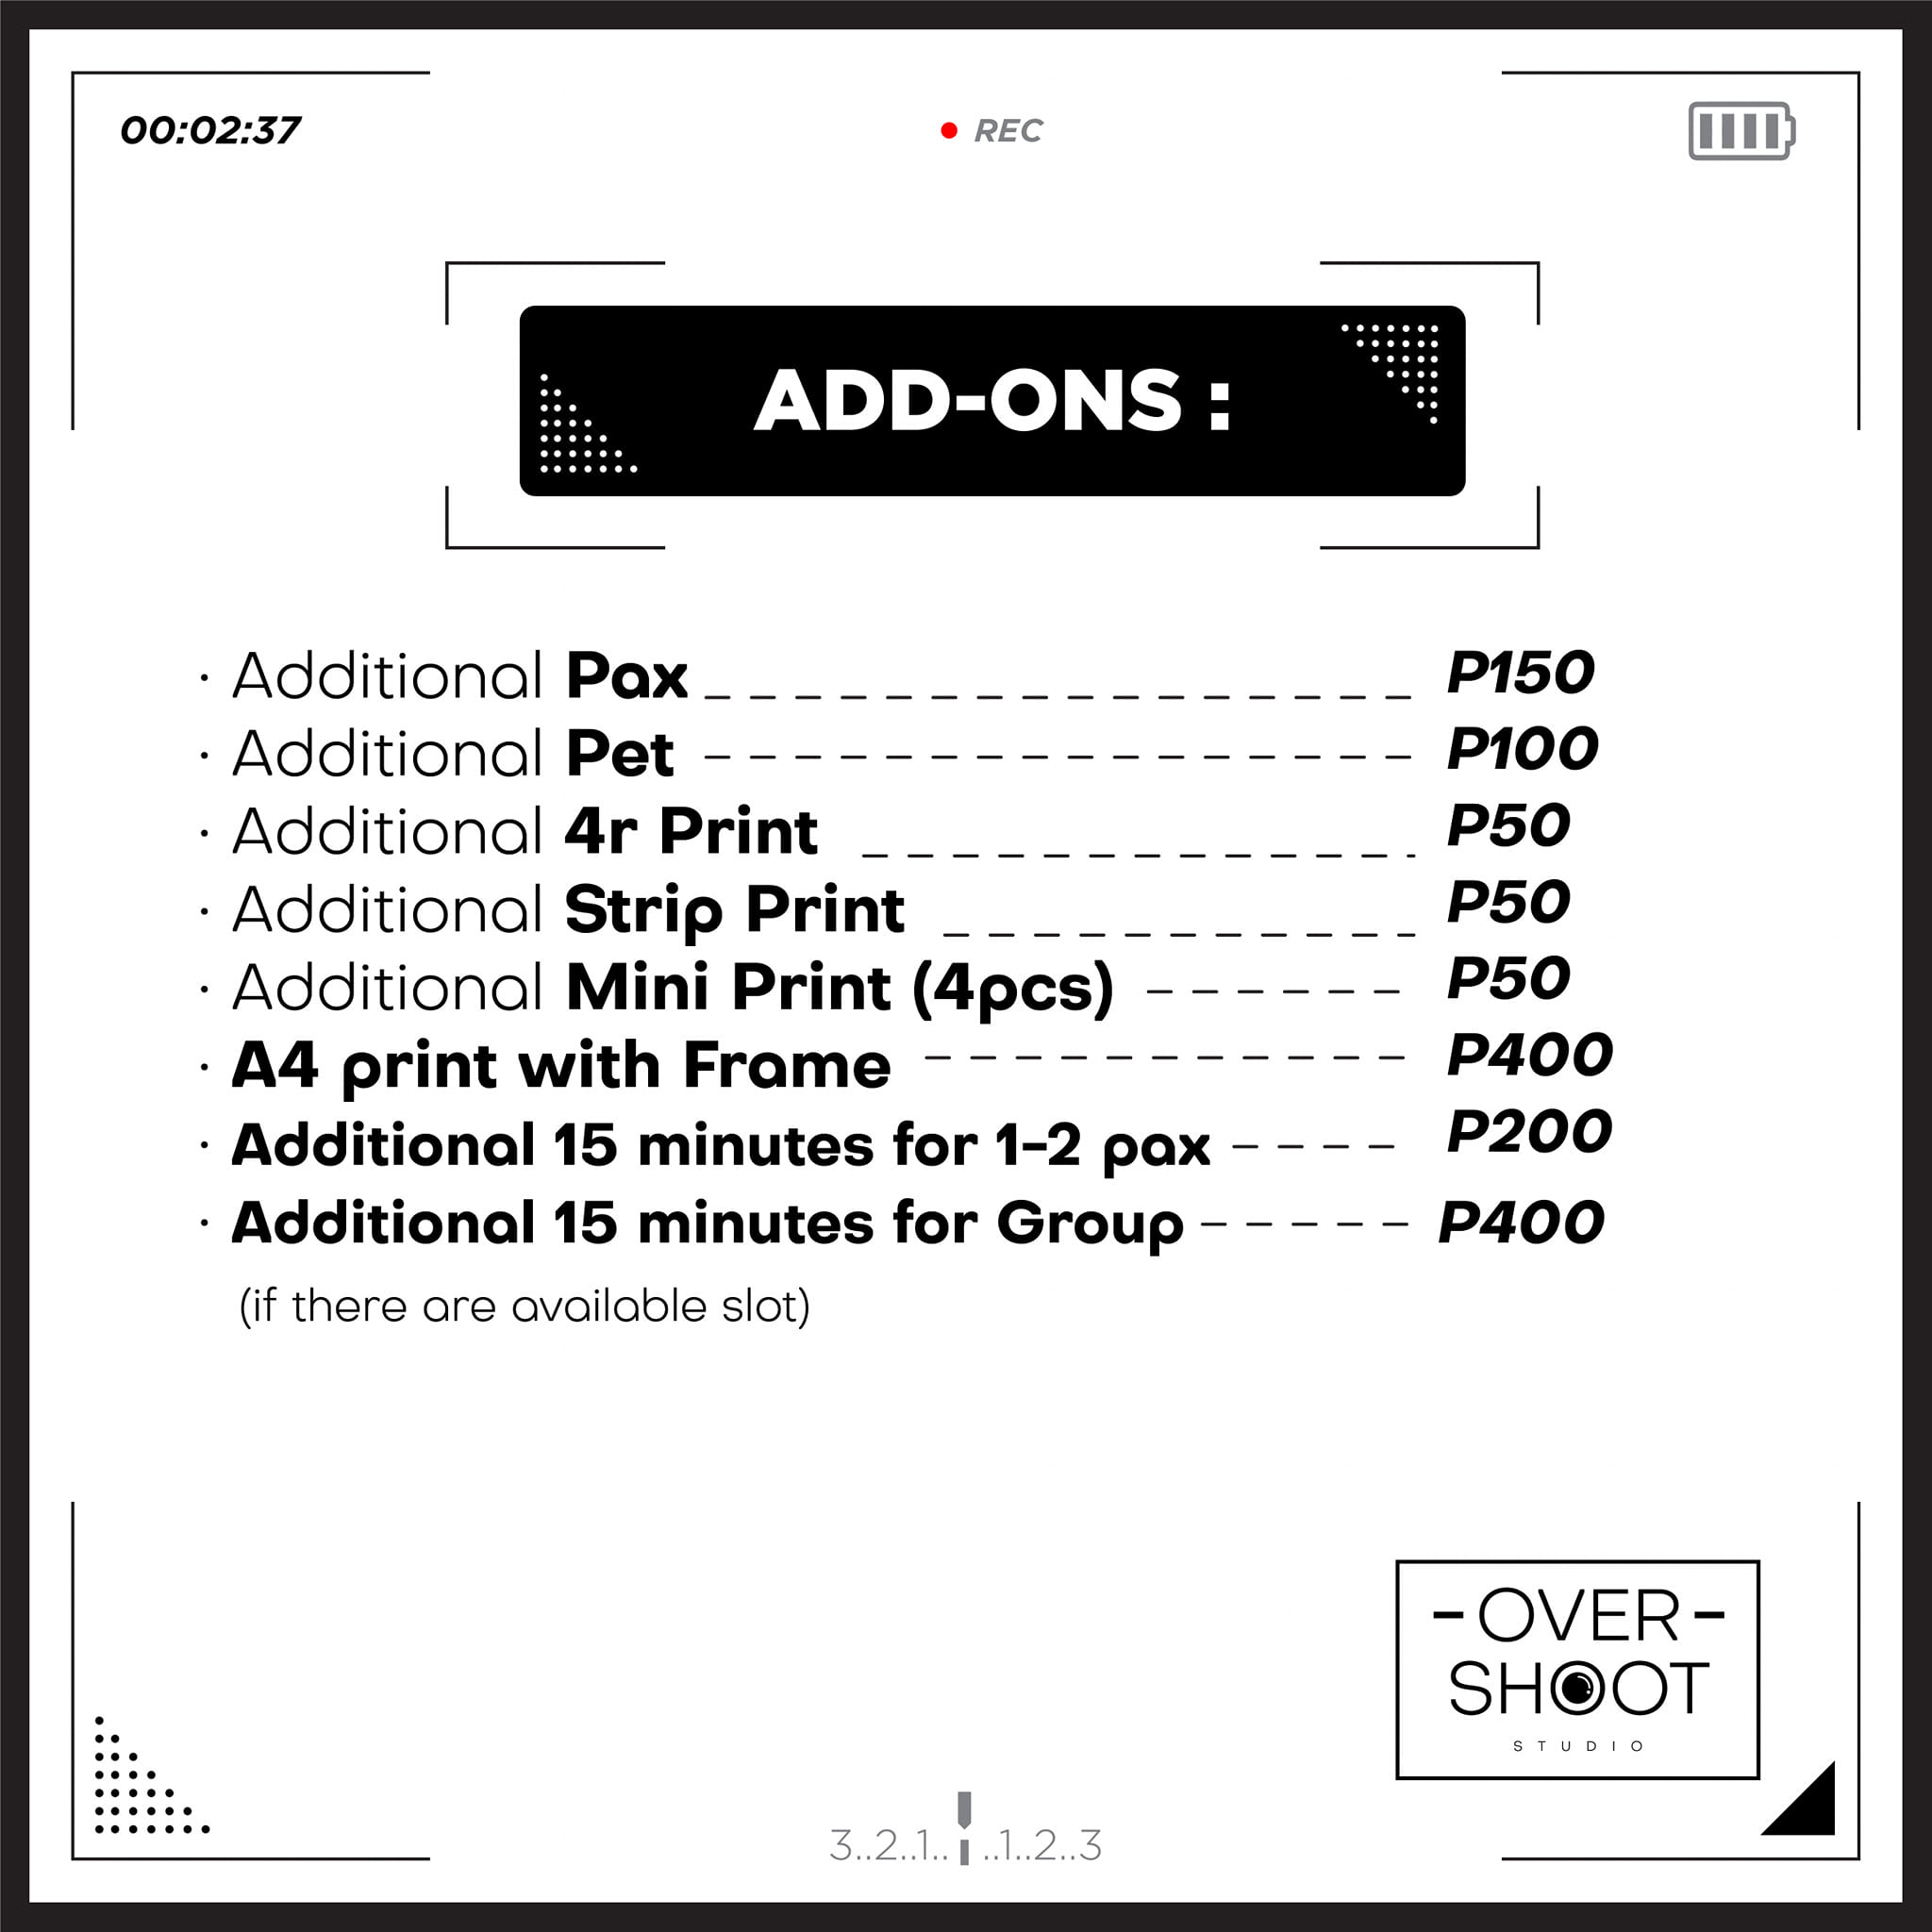 00:02:37
REC
ADD-ONS :
· Additional Pax _ _ _ _ _ _ _ _ _ _ _ _ _ _ _ _ P150
· Additional Pet - - - - - - - - - - - - - - - - P100
· Additional 4r Print _ _ _ _ _ _ _ _ _ _ _ _ _ P50
· Additional Strip Print _ _ _ _ _ _ _ _ _ _ _ P50
· Additional Mini Print (4pcs) - - - - - - P50
· A4 print with Frame - - - - - - - - - - - P400
· Additional 15 minutes for 1-2 pax - - - - P200
· Additional 15 minutes for Group - - - - - P400
(if there are available slot)
-OVER-
SHOOT
STUDIO
3..2..1.. ..1..2..3